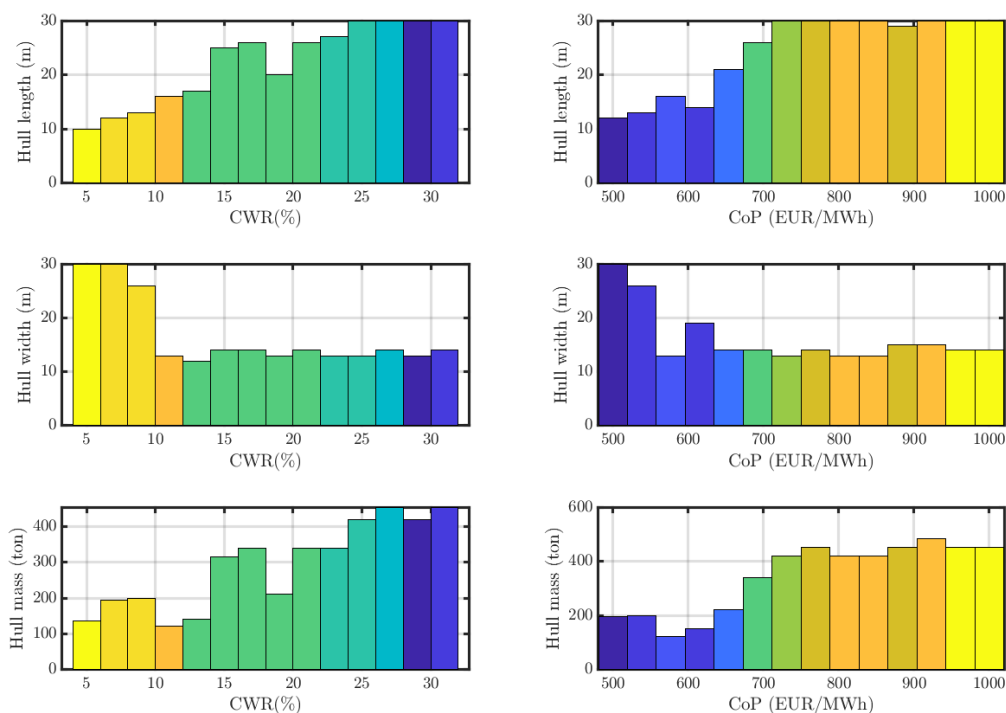 30
20
10
0
Hull length (m)
5 10 15 20 25 30
CWR(%)
30
20
10
0
Hull length (m)
500 600 700 800 900 1000
CoP (EUR/MWh)
30
20
10
0
Hull width (m)
5 10 15 20 25 30
CWR(%)
30
20
10
0
Hull width (m)
500 600 700 800 900 1000
CoP (EUR/MWh)
400
300
200
100
0
Hull mass (ton)
5 10 15 20 25 30
CWR(%)
600
400
200
0
Hull mass (ton)
500 600 700 800 900 1000
CoP (EUR/MWh)